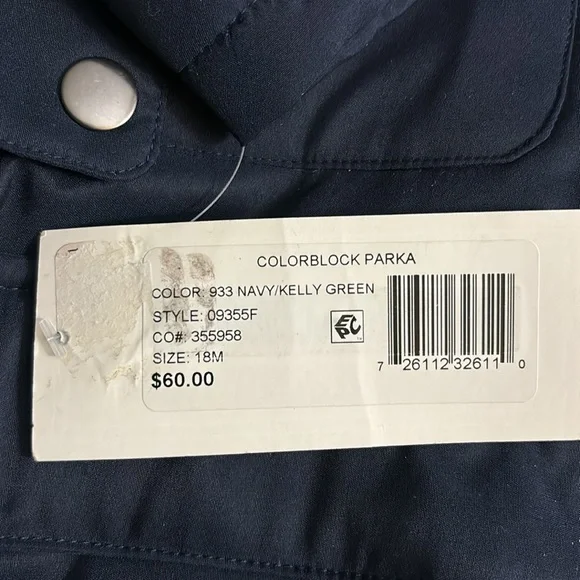 COLORBLOCK PARKA
COLOR: 933 NAVY/KELLY GREEN
STYLE: 09355F
CO#: 355958
SIZE: 18M
$60.00
EPC
7 26112 32611 0